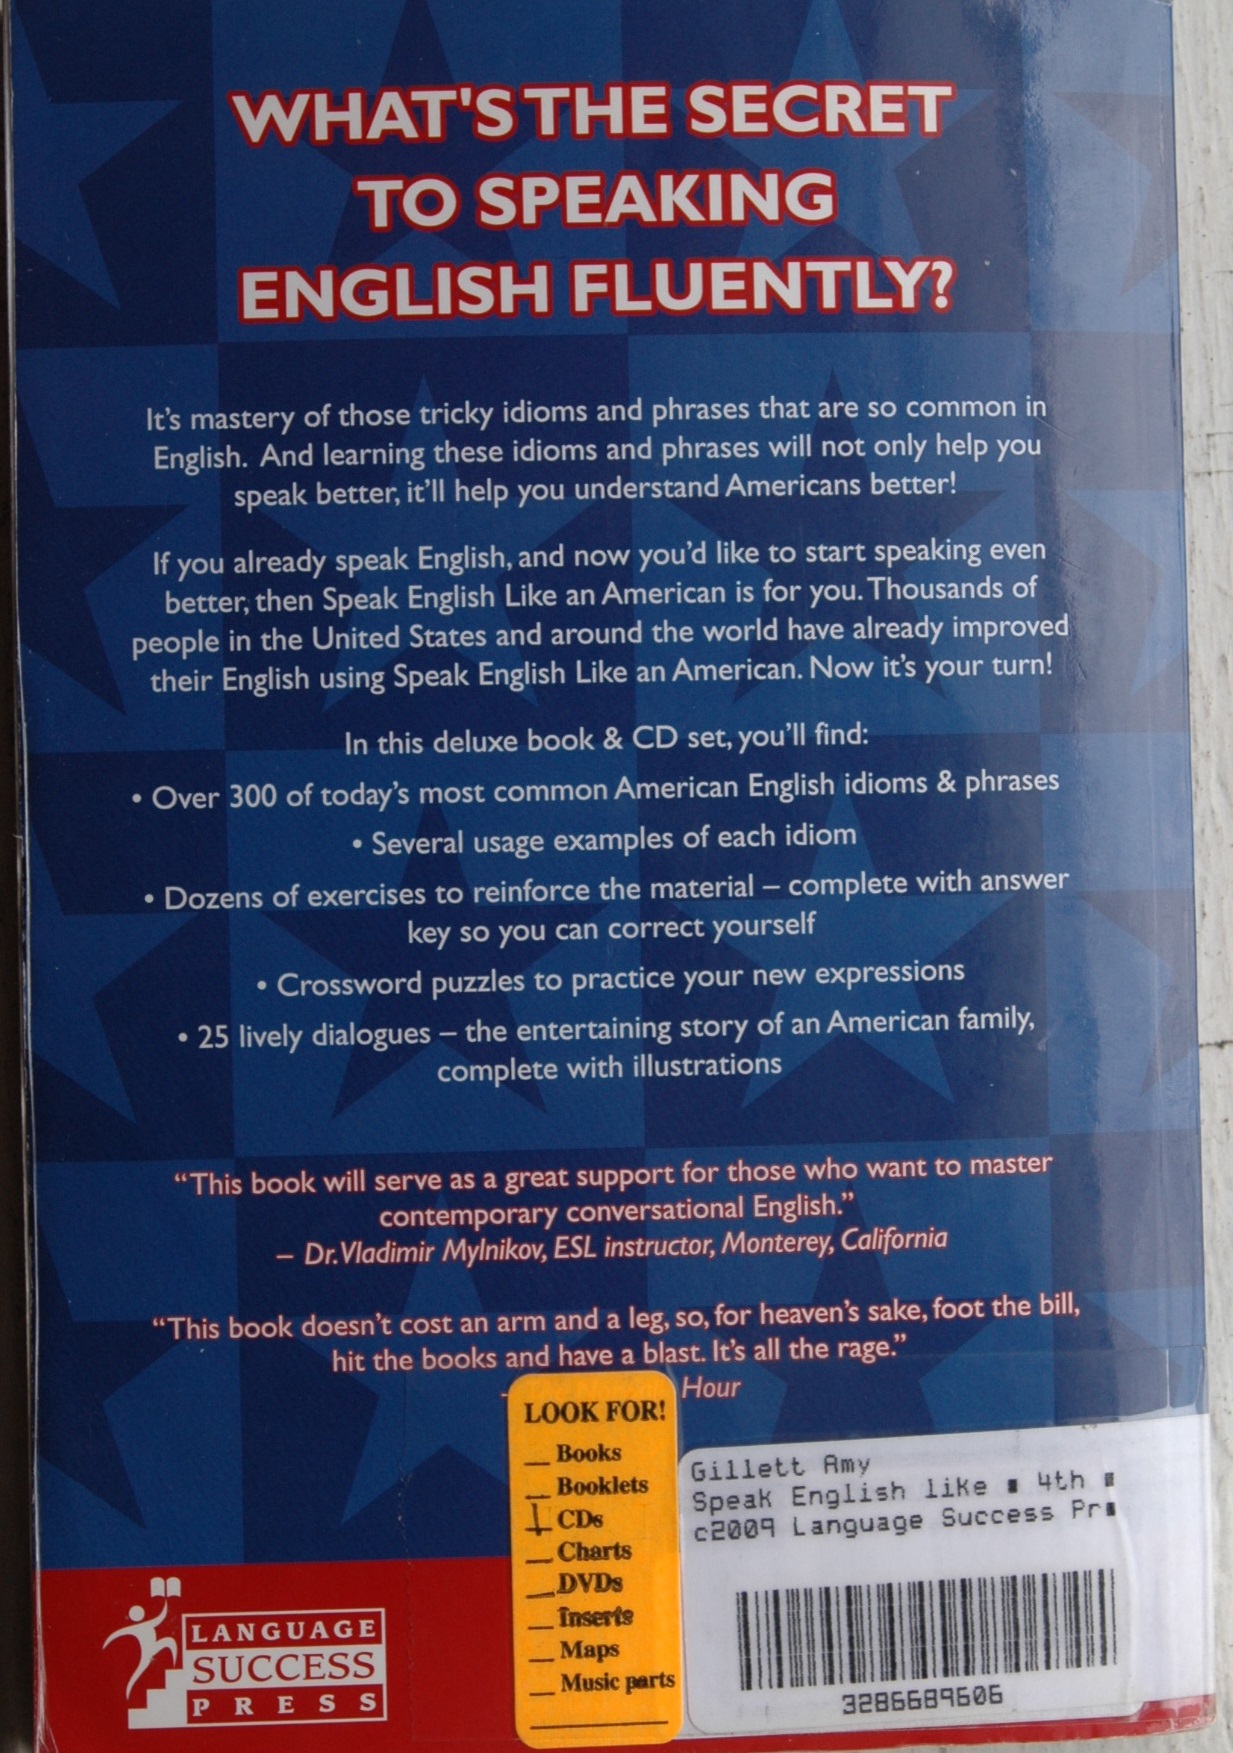 WHAT'S THE SECRET
TO SPEAKING
ENGLISH FLUENTLY?
It's mastery of those tricky idioms and phrases that are so common in
English. And learning these idioms and phrases will not only help you
speak better, it'll help you understand Americans better!
If you already speak English, and now you'd like to start speaking even
better, then Speak English Like an American is for you. Thousands of
people in the United States and around the world have already improved
their English using Speak English Like an American. Now it's your turn!
In this deluxe book & CD set, you'll find:
• Over 300 of today's most common American English idioms & phrases
• Several usage examples of each idiom
• Dozens of exercises to reinforce the material – complete with answer
key so you can correct yourself
• Crossword puzzles to practice your new expressions
• 25 lively dialogues – the entertaining story of an American family,
complete with illustrations
“This book will serve as a great support for those who want to master
contemporary conversational English.”
– Dr. Vladimir Mylnikov, ESL instructor, Monterey, California
“This book doesn't cost an arm and a leg, so, for heaven's sake, foot the bill,
hit the books and have a blast. It's all the rage.”
Hour
LOOK FOR!
__ Books
__ Booklets
__ CDs
__ Charts
__ DVDs
__ Inserts
__ Maps
__ Music parts
Gillett Amy
Speak English like 4th
c2009 Language Success Pr
3286689606
LANGUAGE
SUCCESS
PRESS